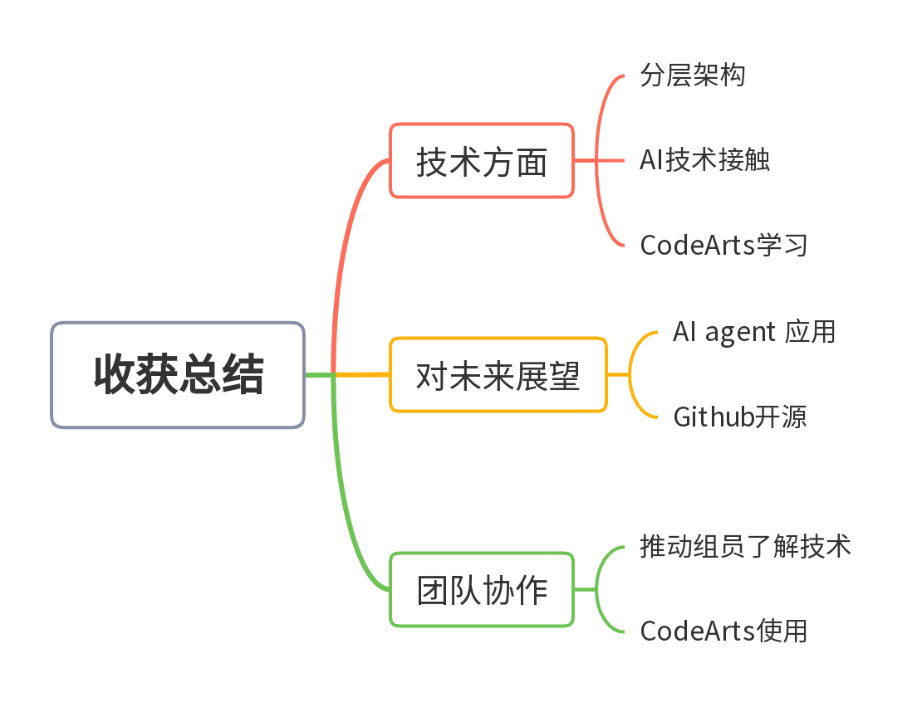 收获总结
技术方面
分层架构
AI技术接触
CodeArts学习
对未来展望
AI agent 应用
Github开源
团队协作
推动组员了解技术
CodeArts使用